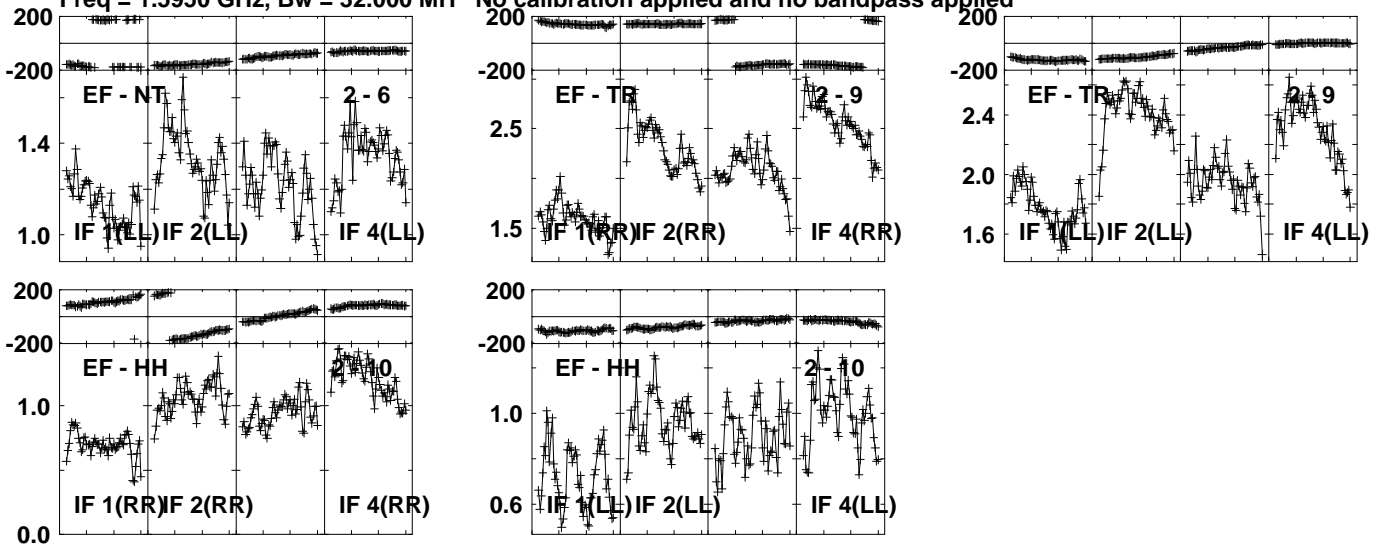 Freq = 1.5950 GHz, Bw = 32.000 MH No calibration applied and no bandpass applied
200
-200
EF - NT
2 - 6
1.4
1.0
IF 1(LL)
IF 2(LL)
IF 4(LL)
200
-200
EF - TR
2 - 9
2.5
1.5
IF 1(RR)
IF 2(RR)
IF 4(RR)
200
-200
EF - TR
2 - 9
2.4
2.0
1.6
IF 1(LL)
IF 2(LL)
IF 4(LL)
200
-200
EF - HH
2 - 10
1.0
0.0
IF 1(RR)
IF 2(RR)
IF 4(RR)
200
-200
EF - HH
2 - 10
1.0
0.6
IF 1(LL)
IF 2(LL)
IF 4(LL)